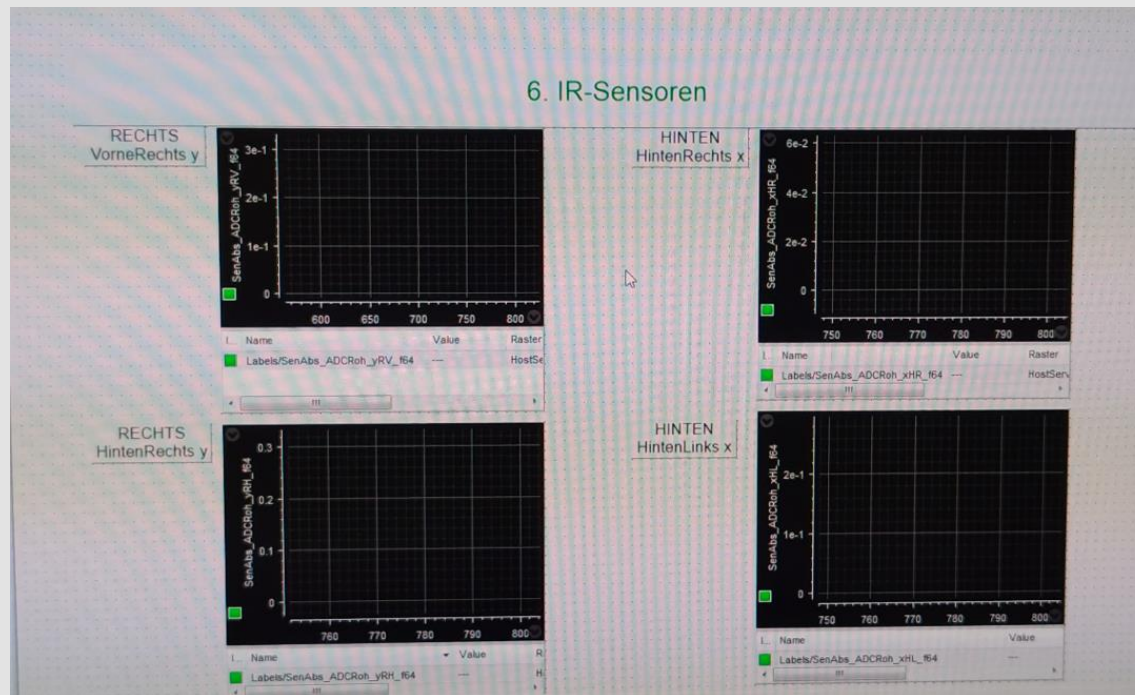 6. IR-Sensoren
RECHTS
VorneRechts y
SenAbs_ADCRoh_yRV_f64
3e-1
2e-1
1e-1
0
600 650 700 750 800
I... Name Value Raster
Labels/SenAbs_ADCRoh_yRV_f64 --- HostSe
HINTEN
HintenRechts x
SenAbs_ADCRoh_xHR_f64
6e-2
4e-2
2e-2
0
750 760 770 780 790 800
I... Name Value Raster
Labels/SenAbs_ADCRoh_xHR_f64 --- HostServ
RECHTS
HintenRechts y
SenAbs_ADCRoh_yRH_f64
0.3
0.2
0.1
0
760 770 780 790 800
I... Name Value R
Labels/SenAbs_ADCRoh_yRH_f64 --- H
HINTEN
HintenLinks x
SenAbs_ADCRoh_xHL_f64
2e-1
1e-1
0
750 760 770 780 790 800
I... Name Value
Labels/SenAbs_ADCRoh_xHL_f64 ---